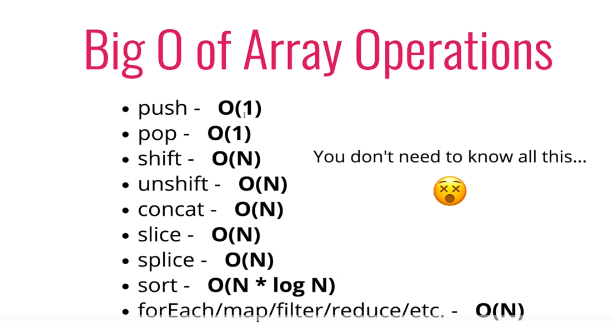 Big O of Array Operations
• push - O(1)
• pop - O(1)
• shift - O(N)
You don't need to know all this...
• unshift - O(N)
• concat - O(N)
• slice - O(N)
• splice - O(N)
• sort - O(N * log N)
• forEach/map/filter/reduce/etc. - O(N)